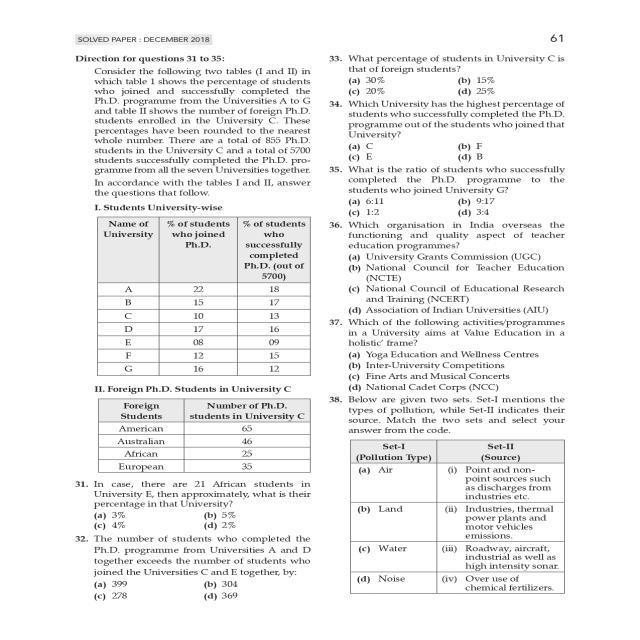 SOLVED PAPER : DECEMBER 2018
61
Direction for questions 31 to 35:
Consider the following two tables (I and II) in
which table 1 shows the percentage of students
who joined and successfully completed the
Ph.D. programme from the Universities A to G
and table II shows the number of foreign Ph.D.
students enrolled in the University C. These
percentages have been rounded to the nearest
whole number. There are a total of 855 Ph.D.
students in the University C and a total of 5700
students successfully completed the Ph.D. pro-
gramme from all the seven Universities together.
In accordance with the tables I and II, answer
the questions that follow.
I. Students University-wise
Name of University | % of students who joined Ph.D. | % of students who successfully completed Ph.D. (out of 5700)
A 22 18
B 15 17
C 10 13
D 17 16
E 08 09
F 12 15
G 16 12
II. Foreign Ph.D. Students in University C
Foreign Students | Number of Ph.D. students in University C
American 65
Australian 46
African 25
European 35
31. In case, there are 21 African students in
University E, then approximately, what is their
percentage in that University?
(a) 3% (b) 5%
(c) 4% (d) 2%
32. The number of students who completed the
Ph.D. programme from Universities A and D
together exceeds the number of students who
joined the Universities C and E together, by:
(a) 399 (b) 304
(c) 278 (d) 369
33. What percentage of students in University C is
that of foreign students?
(a) 30% (b) 15%
(c) 20% (d) 25%
34. Which University has the highest percentage of
students who successfully completed the Ph.D.
programme out of the students who joined that
University?
(a) C (b) F
(c) E (d) B
35. What is the ratio of students who successfully
completed the Ph.D. programme to the
students who joined University G?
(a) 6:11 (b) 9:17
(c) 1:2 (d) 3:4
36. Which organisation in India overseas the
functioning and quality aspect of teacher
education programmes?
(a) University Grants Commission (UGC)
(b) National Council for Teacher Education
(NCTE)
(c) National Council of Educational Research
and Training (NCERT)
(d) Association of Indian Universities (AIU)
37. Which of the following activities/programmes
in a University aims at Value Education in a
holistic' frame?
(a) Yoga Education and Wellness Centres
(b) Inter-University Competitions
(c) Fine Arts and Musical Concerts
(d) National Cadet Corps (NCC)
38. Below are given two sets. Set-I mentions the
types of pollution, while Set-II indicates their
source. Match the two sets and select your
answer from the code.
Set-I Set-II
(Pollution Type) (Source)
(a) Air (i) Point and non-
point sources such
as discharges from
industries etc.
(b) Land (ii) Industries, thermal
power plants and
motor vehicles
emissions.
(c) Water (iii) Roadway, aircraft,
industrial as well as
high intensity sonar.
(d) Noise (iv) Over use of
chemical fertilizers.